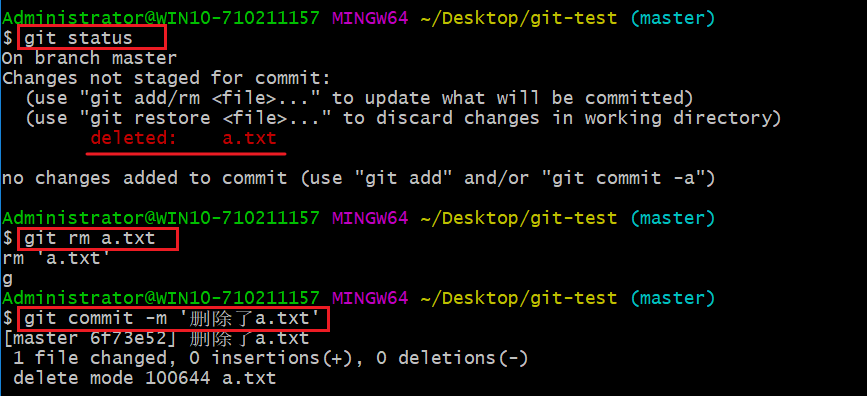 Administrator@WIN10-710211157 MINGW64 ~/Desktop/git-test (master)
$ git status
On branch master
Changes not staged for commit:
  (use "git add/rm <file>..." to update what will be committed)
  (use "git restore <file>..." to discard changes in working directory)
        deleted:    a.txt

no changes added to commit (use "git add" and/or "git commit -a")

Administrator@WIN10-710211157 MINGW64 ~/Desktop/git-test (master)
$ git rm a.txt
rm 'a.txt'
g
Administrator@WIN10-710211157 MINGW64 ~/Desktop/git-test (master)
$ git commit -m '删除了a.txt'
[master 6f73e52] 删除了a.txt
 1 file changed, 0 insertions(+), 0 deletions(-)
 delete mode 100644 a.txt